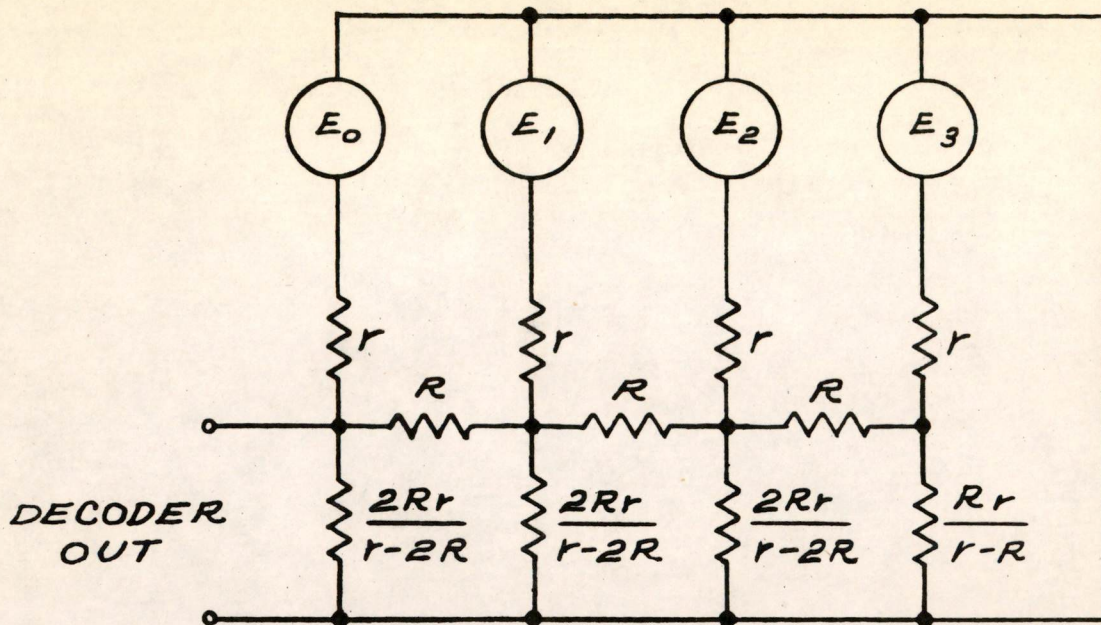 E₀ E₁ E₂ E₃
r r r r
R R R
DECODER
OUT
2Rr
r-2R
2Rr
r-2R
2Rr
r-2R
Rr
r-R